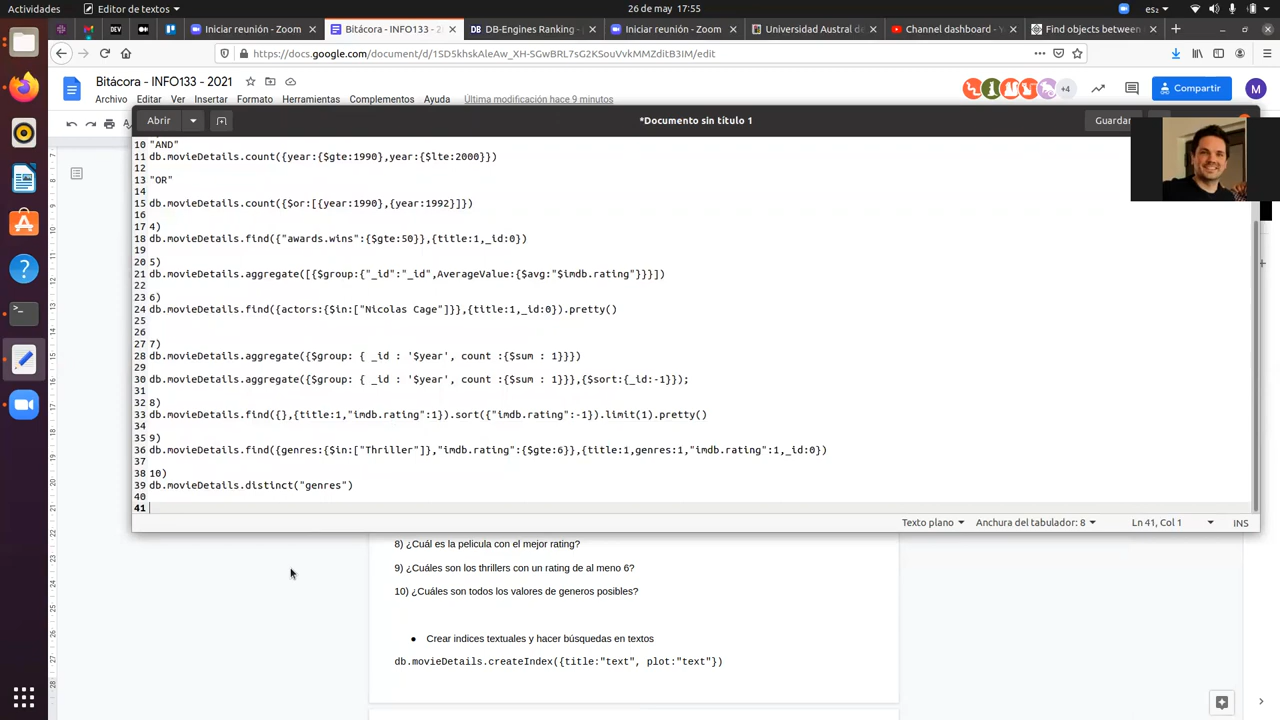 Actividades
Editor de textos
26 de may 17:55
es2
Iniciar reunión - Zoom
Bitácora - INFO133 - 2021
DB-Engines Ranking -
Iniciar reunión - Zoom
Universidad Austral de
Channel dashboard - Yo
Find objects between
https://docs.google.com/document/d/1SDSkhskAleAw_XH-SGwBRL7sG2KSouVvkMMZditB3IM/edit
Bitácora - INFO133 - 2021
Archivo Editar Ver Insertar Formato Herramientas Complementos Ayuda Última modificación hace 9 minutos
+4
Compartir
M
Abrir
*Documento sin título 1
Guardar
10 "AND"
11 db.movieDetails.count({year:{$gte:1990},year:{$lte:2000}})
12
13 "OR"
14
15 db.movieDetails.count({$or:[{year:1990},{year:1992}]})
16
17 4)
18 db.movieDetails.find({"awards.wins":{$gte:50}},{title:1,_id:0})
19
20 5)
21 db.movieDetails.aggregate([{$group:{"_id":"_id",AverageValue:{$avg:"$imdb.rating"}}}])
22
23 6)
24 db.movieDetails.find({actors:{$in:["Nicolas Cage"]}},{title:1,_id:0}).pretty()
25
26
27 7)
28 db.movieDetails.aggregate({$group: { _id : '$year', count :{$sum : 1}}})
29
30 db.movieDetails.aggregate({$group: { _id : '$year', count :{$sum : 1}}},{$sort:{_id:-1}});
31
32 8)
33 db.movieDetails.find({},{title:1,"imdb.rating":1}).sort({"imdb.rating":-1}).limit(1).pretty()
34
35 9)
36 db.movieDetails.find({genres:{$in:["Thriller"]},"imdb.rating":{$gte:6}},{title:1,genres:1,"imdb.rating":1,_id:0})
37
38 10)
39 db.movieDetails.distinct("genres")
40
41
Texto plano
Anchura del tabulador: 8
Ln 41, Col 1
INS
8) ¿Cuál es la pelicula con el mejor rating?
9) ¿Cuáles son los thrillers con un rating de al meno 6?
10) ¿Cuáles son todos los valores de generos posibles?
● Crear indices textuales y hacer búsquedas en textos
db.movieDetails.createIndex({title:"text", plot:"text"})